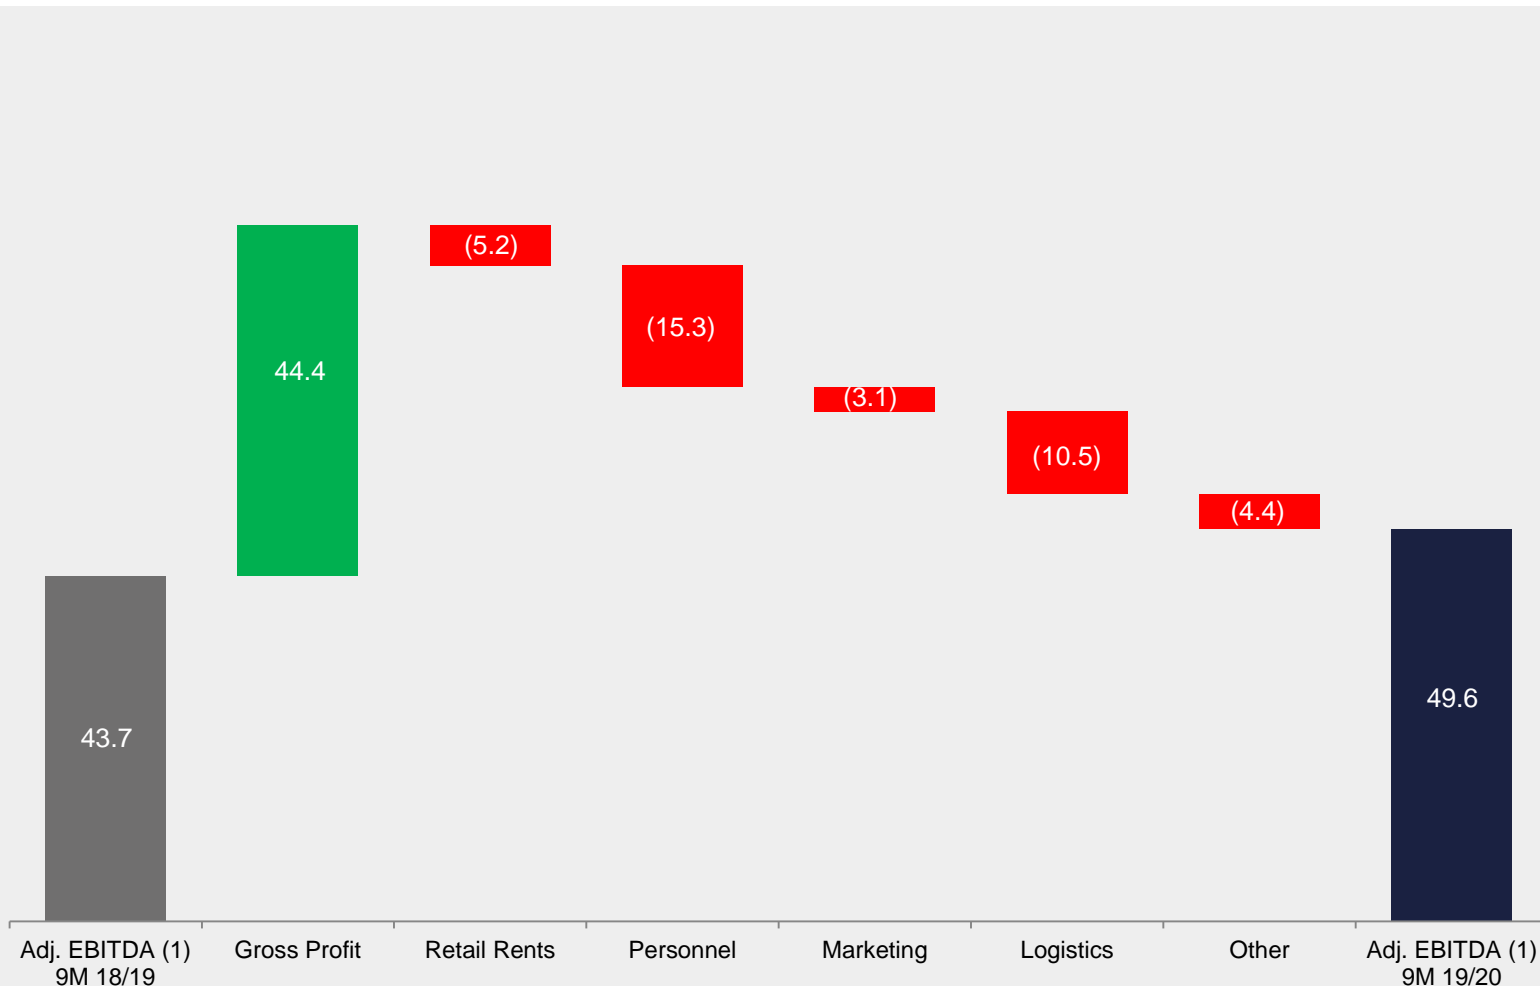 (5.2)
(15.3)
44.4
(3.1)
(10.5)
(4.4)
49.6
43.7
Adj. EBITDA (1)
9M 18/19
Gross Profit
Retail Rents
Personnel
Marketing
Logistics
Other
Adj. EBITDA (1)
9M 19/20